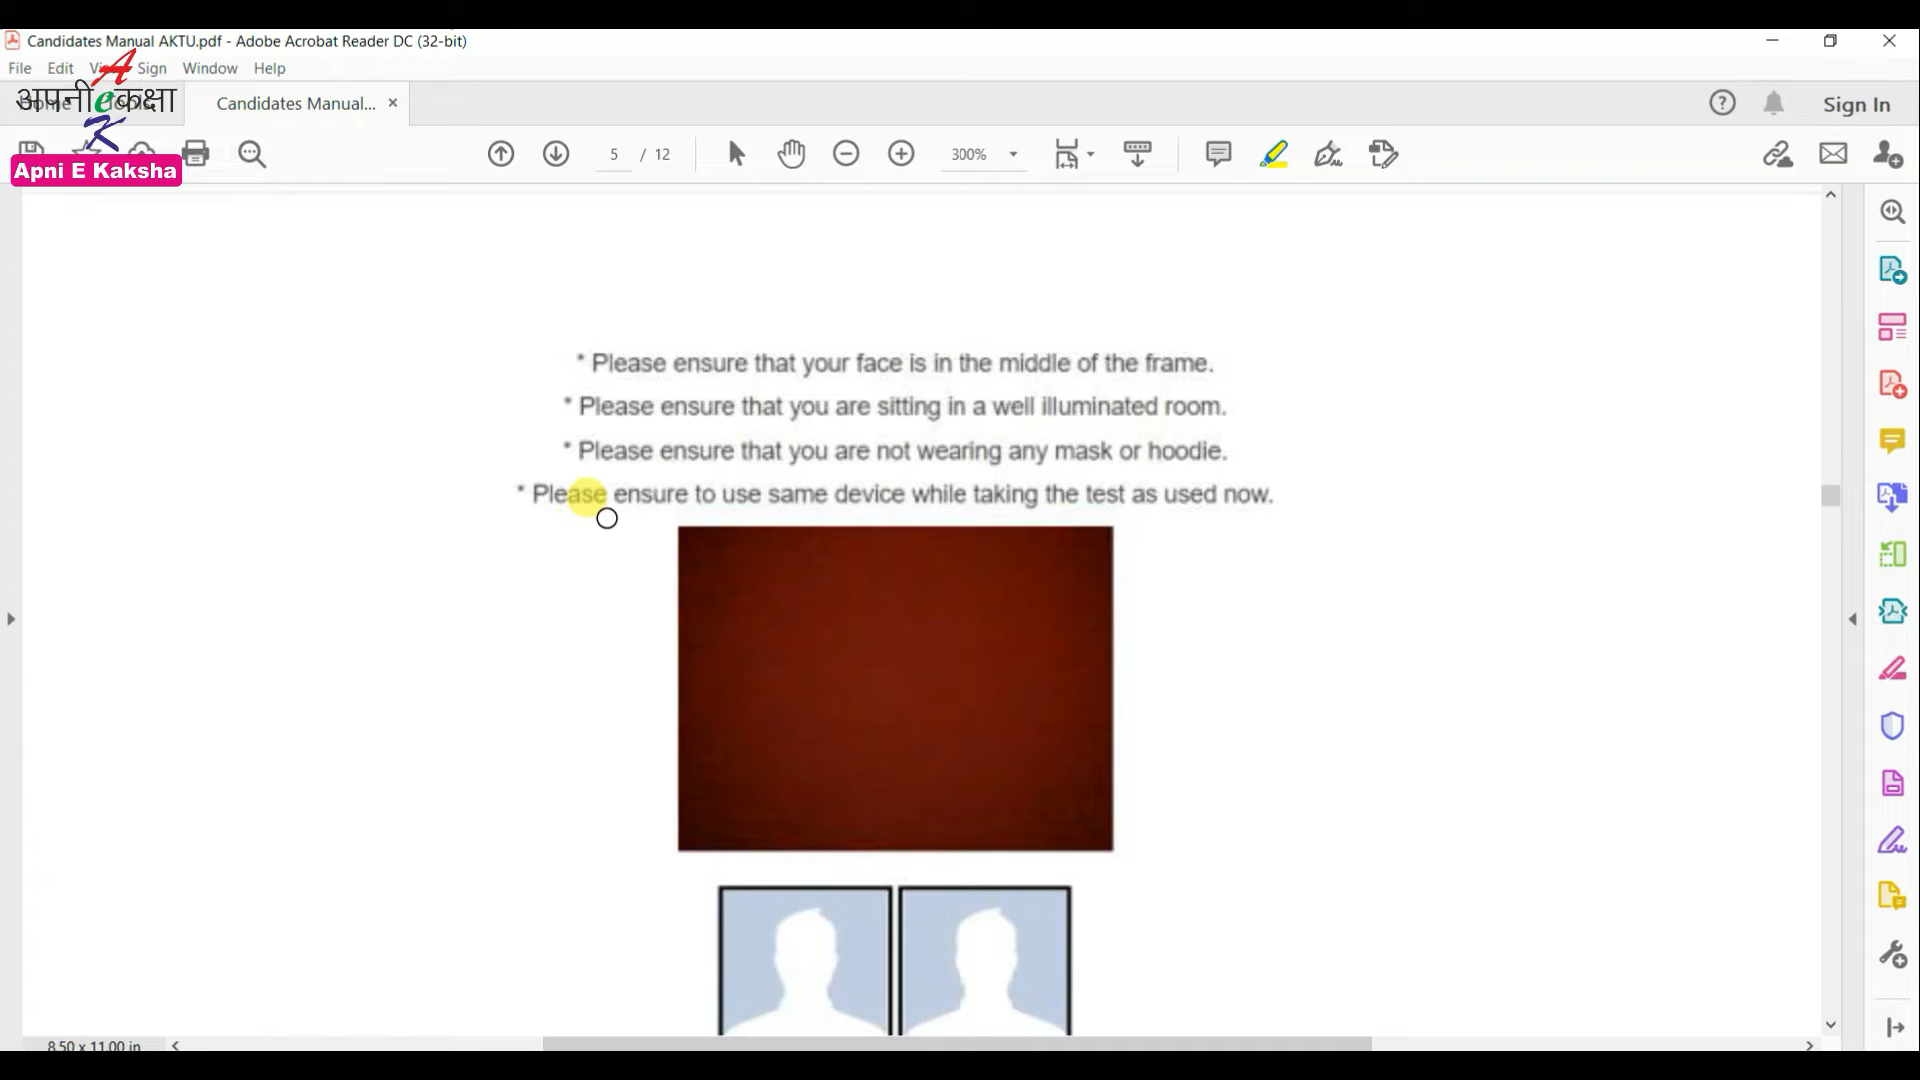 Candidates Manual AKTU.pdf - Adobe Acrobat Reader DC (32-bit)
File Edit Sign Window Help
अपनी e कक्षा
A
K
Apni E Kaksha
Candidates Manual... ×
Sign In
5 / 12
300%
* Please ensure that your face is in the middle of the frame.
* Please ensure that you are sitting in a well illuminated room.
* Please ensure that you are not wearing any mask or hoodie.
* Please ensure to use same device while taking the test as used now.
8.50 x 11.00 in